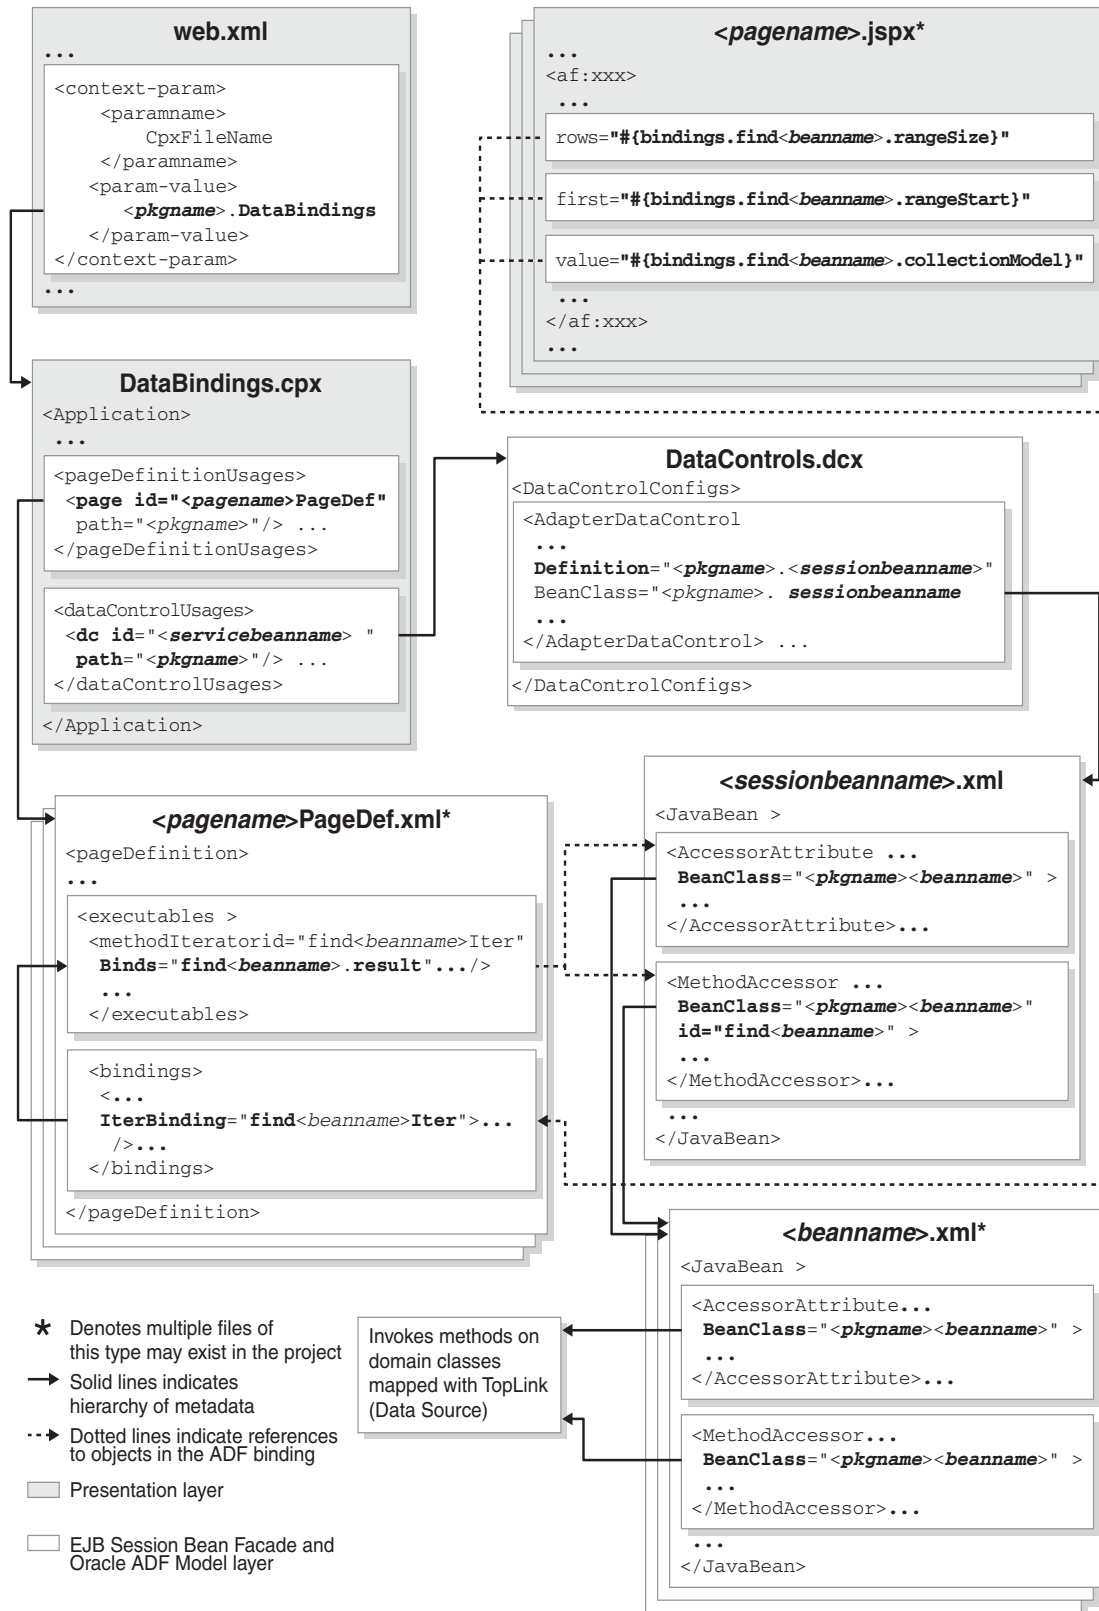 web.xml
...
<context-param>
<paramname>
CpxFileName
</paramname>
<param-value>
<pkgname>.DataBindings
</param-value>
</context-param>
...
<pagename>.jspx*
...
<af:xxx>
...
rows="#{bindings.find<beanname>.rangeSize}"
first="#{bindings.find<beanname>.rangeStart}"
value="#{bindings.find<beanname>.collectionModel}"
...
</af:xxx>
...
DataBindings.cpx
<Application>
...
<pageDefinitionUsages>
<page id="<pagename>PageDef"
path="<pkgname>"/> ...
</pageDefinitionUsages>
<dataControlUsages>
<dc id="<servicebeanname> "
path="<pkgname>"/> ...
</dataControlUsages>
</Application>
DataControls.dcx
<DataControlConfigs>
<AdapterDataControl
...
Definition="<pkgname>.<sessionbeanname>"
BeanClass="<pkgname>. sessionbeanname
...
</AdapterDataControl> ...
</DataControlConfigs>
<pagename>PageDef.xml*
<pageDefinition>
...
<executables >
<methodIteratorid="find<beanname>Iter"
Binds="find<beanname>.result".../>
...
</executables>
<bindings>
<...
IterBinding="find<beanname>Iter">...
/>...
</bindings>
</pageDefinition>
<sessionbeanname>.xml
<JavaBean >
<AccessorAttribute ...
BeanClass="<pkgname><beanname>" >
...
</AccessorAttribute>...
<MethodAccessor ...
BeanClass="<pkgname><beanname>"
id="find<beanname>" >
...
</MethodAccessor>...
...
</JavaBean>
<beanname>.xml*
<JavaBean >
<AccessorAttribute...
BeanClass="<pkgname><beanname>" >
...
</AccessorAttribute>...
<MethodAccessor...
BeanClass="<pkgname><beanname>" >
...
</MethodAccessor>...
...
</JavaBean>
Invokes methods on
domain classes
mapped with TopLink
(Data Source)
* Denotes multiple files of
this type may exist in the project
Solid lines indicates
hierarchy of metadata
Dotted lines indicate references
to objects in the ADF binding
Presentation layer
EJB Session Bean Facade and
Oracle ADF Model layer